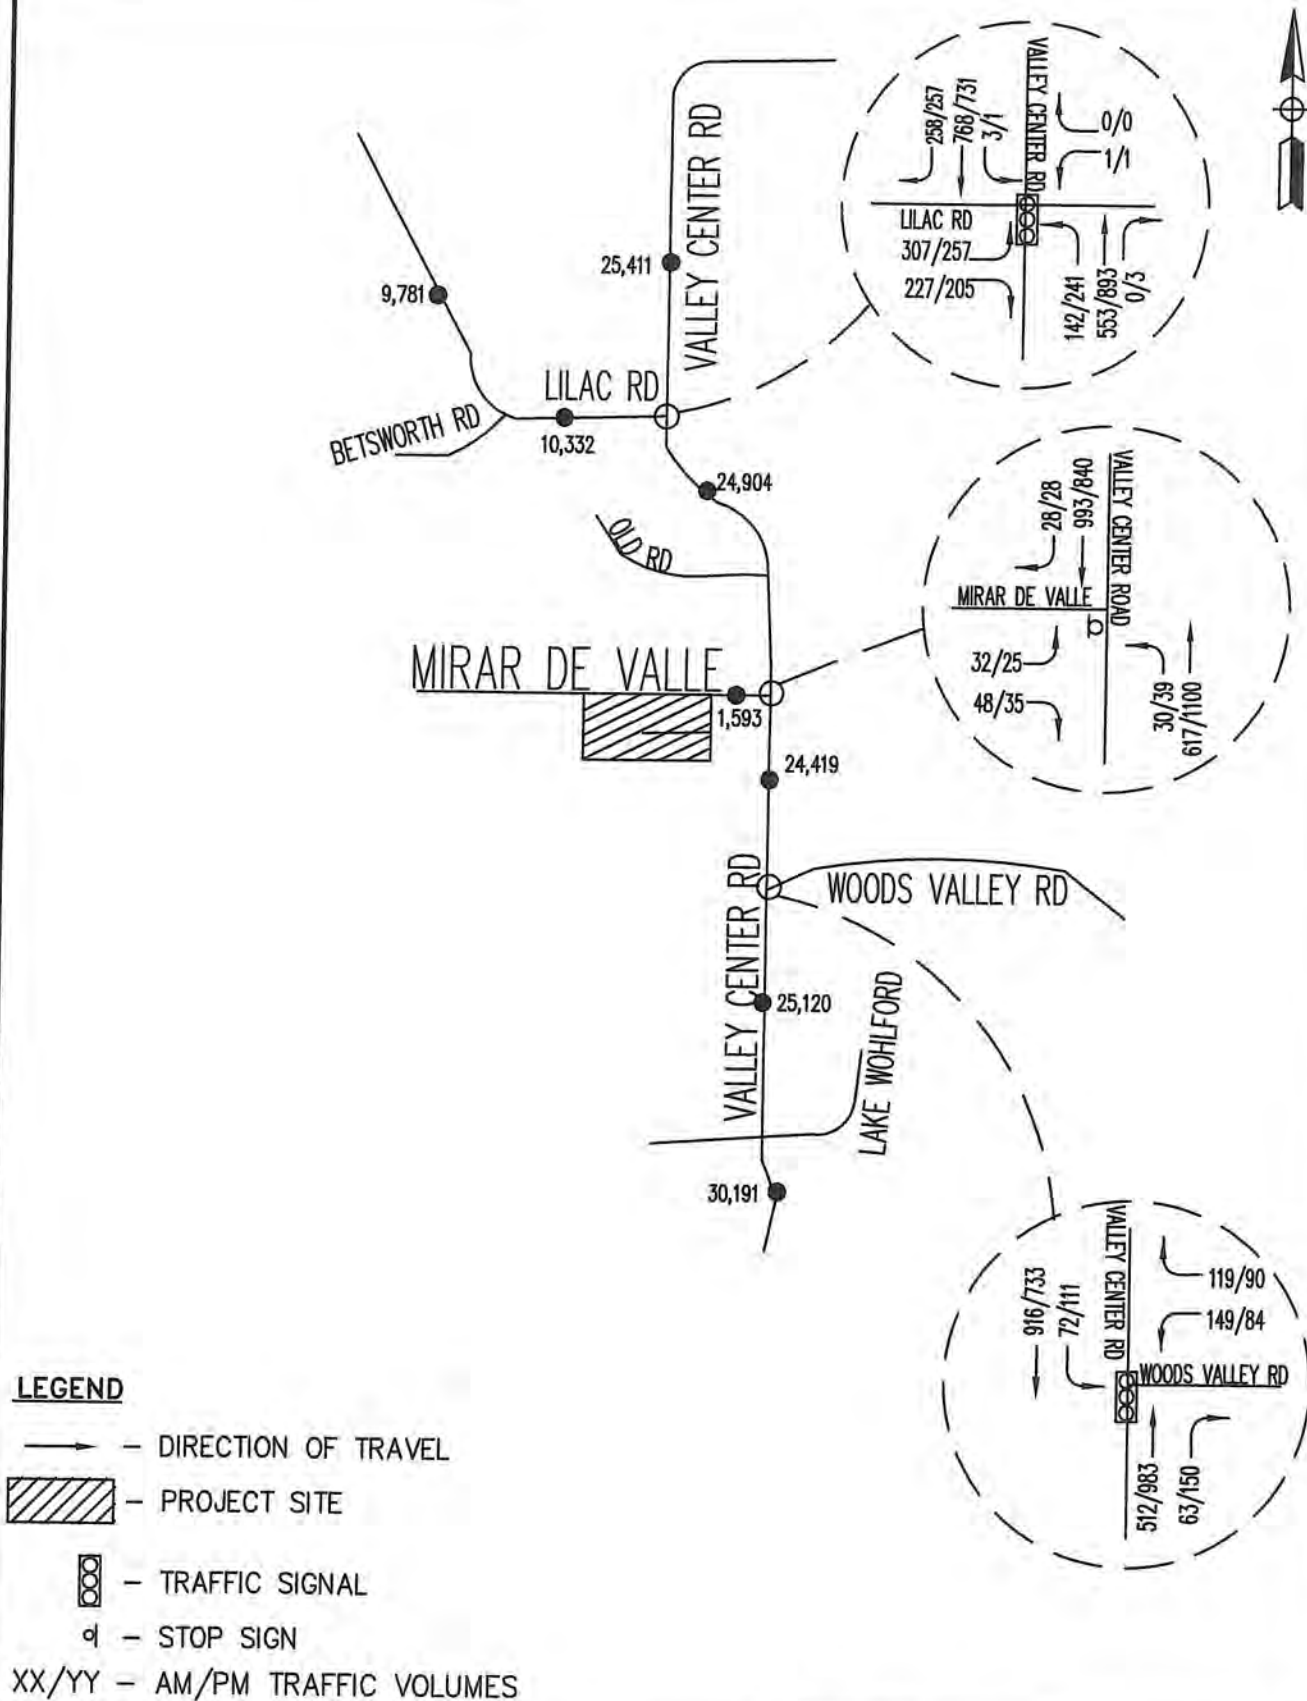 VALLEY CENTER RD
258/257
768/731
3/1
0/0
1/1
LILAC RD
307/257
227/205
142/241
553/893
0/3
VALLEY CENTER RD
25,411
9,781
LILAC RD
BETSWORTH RD
10,332
24,904
OLD RD
VALLEY CENTER ROAD
28/28
993/840
MIRAR DE VALLE
32/25
48/35
30/39
617/1100
MIRAR DE VALLE
1,593
24,419
WOODS VALLEY RD
VALLEY CENTER RD
25,120
LAKE WOHLFORD
30,191
VALLEY CENTER RD
916/733
72/111
119/90
149/84
WOODS VALLEY RD
512/983
63/150
LEGEND
– DIRECTION OF TRAVEL
– PROJECT SITE
– TRAFFIC SIGNAL
– STOP SIGN
XX/YY – AM/PM TRAFFIC VOLUMES